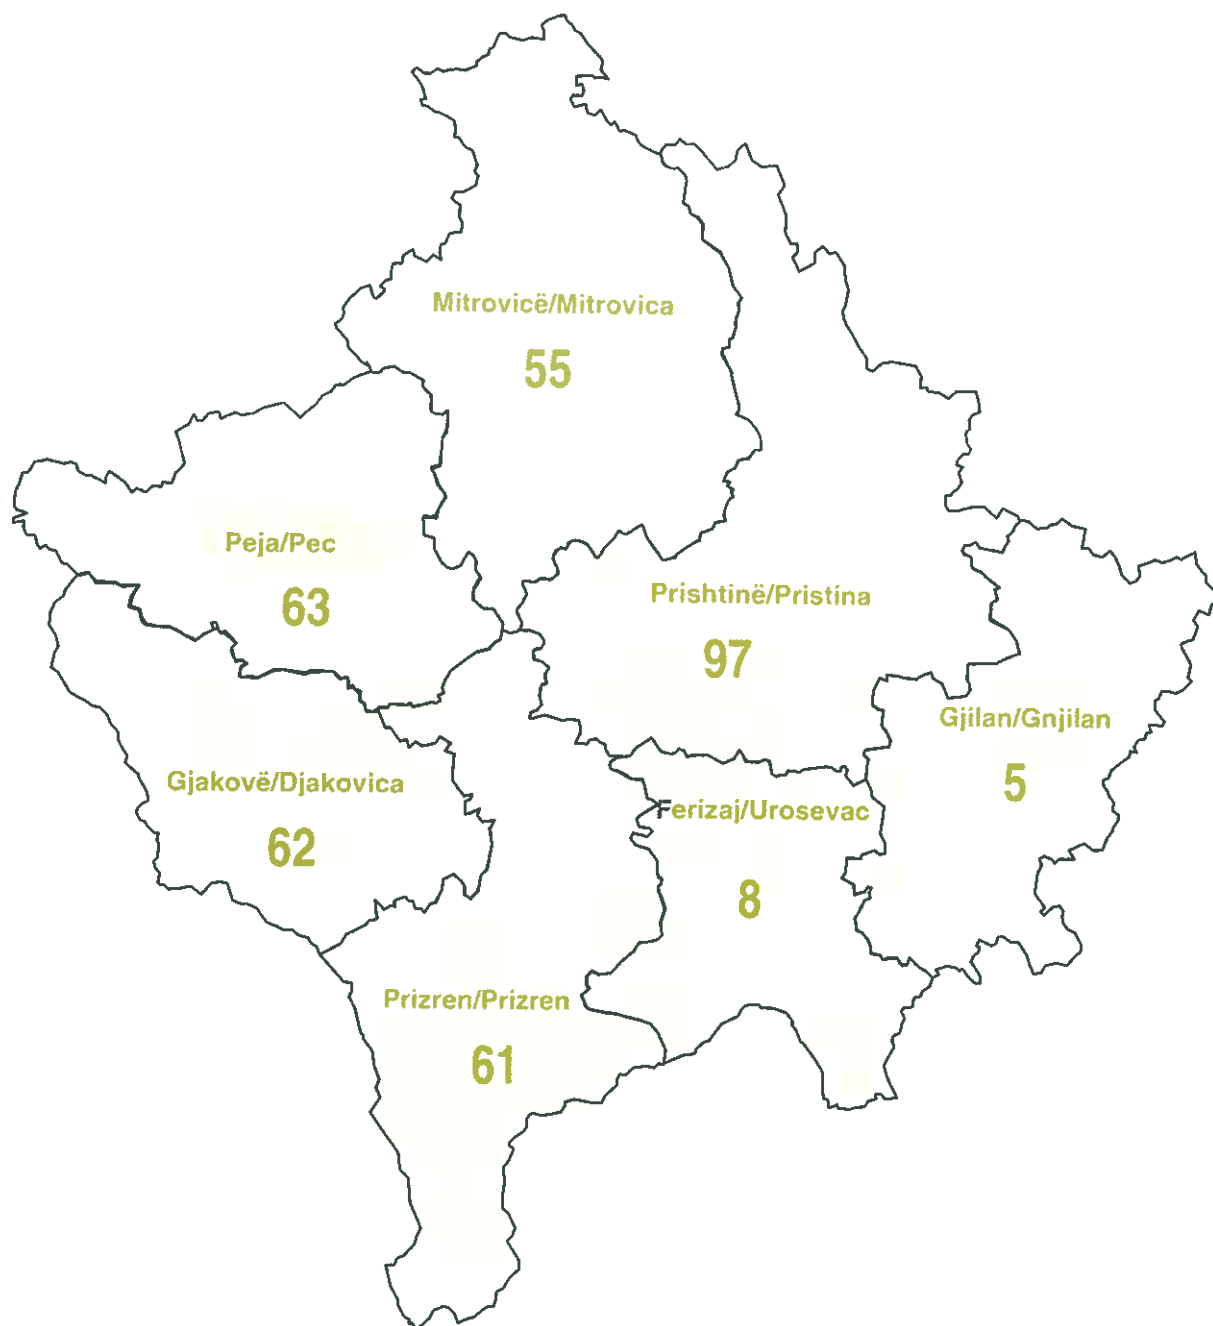 Mitrovicë/Mitrovica
55
Peja/Pec
63
Prishtinë/Pristina
97
Gjilan/Gnjilan
5
Gjakovë/Djakovica
62
Ferizaj/Urosevac
8
Prizren/Prizren
61